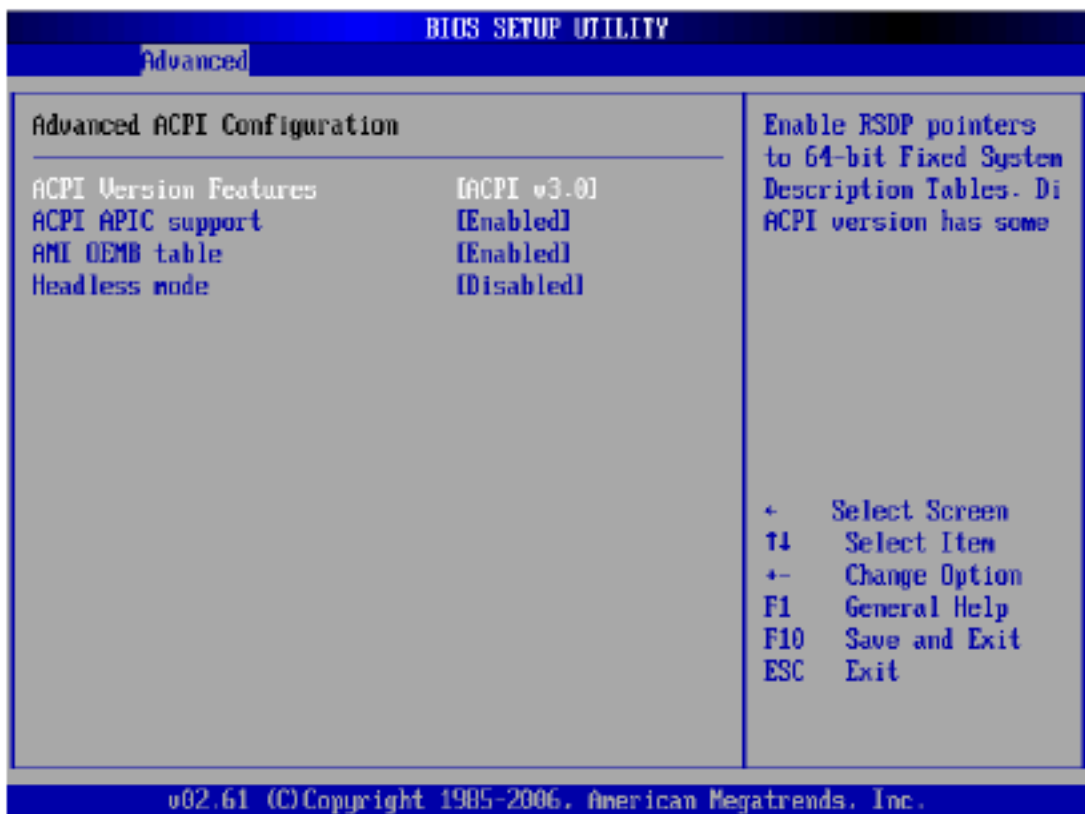 BIOS SETUP UTILITY
Advanced
Advanced ACPI Configuration
ACPI Version Features [ACPI v3.0]
ACPI APIC support [Enabled]
AMI OEMB table [Enabled]
Headless mode [Disabled]
Enable RSDP pointers
to 64-bit Fixed System
Description Tables. Di
ACPI version has some
← Select Screen
↑↓ Select Item
+- Change Option
F1 General Help
F10 Save and Exit
ESC Exit
v02.61 (C)Copyright 1985-2006, American Megatrends, Inc.